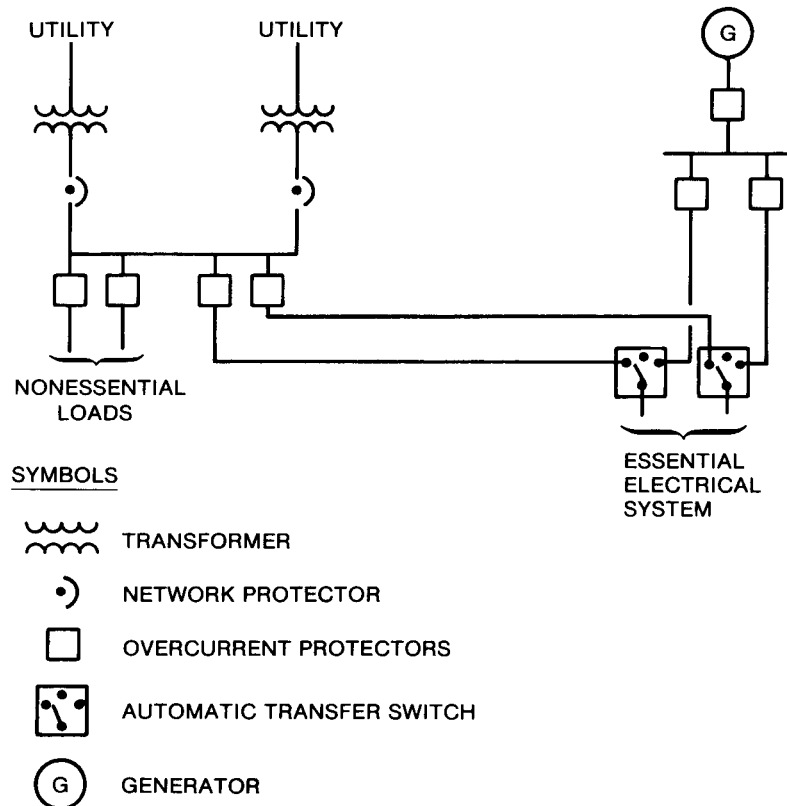 UTILITY
UTILITY
G
NONESSENTIAL
LOADS
ESSENTIAL
ELECTRICAL
SYSTEM
SYMBOLS
TRANSFORMER
NETWORK PROTECTOR
OVERCURRENT PROTECTORS
AUTOMATIC TRANSFER SWITCH
G GENERATOR